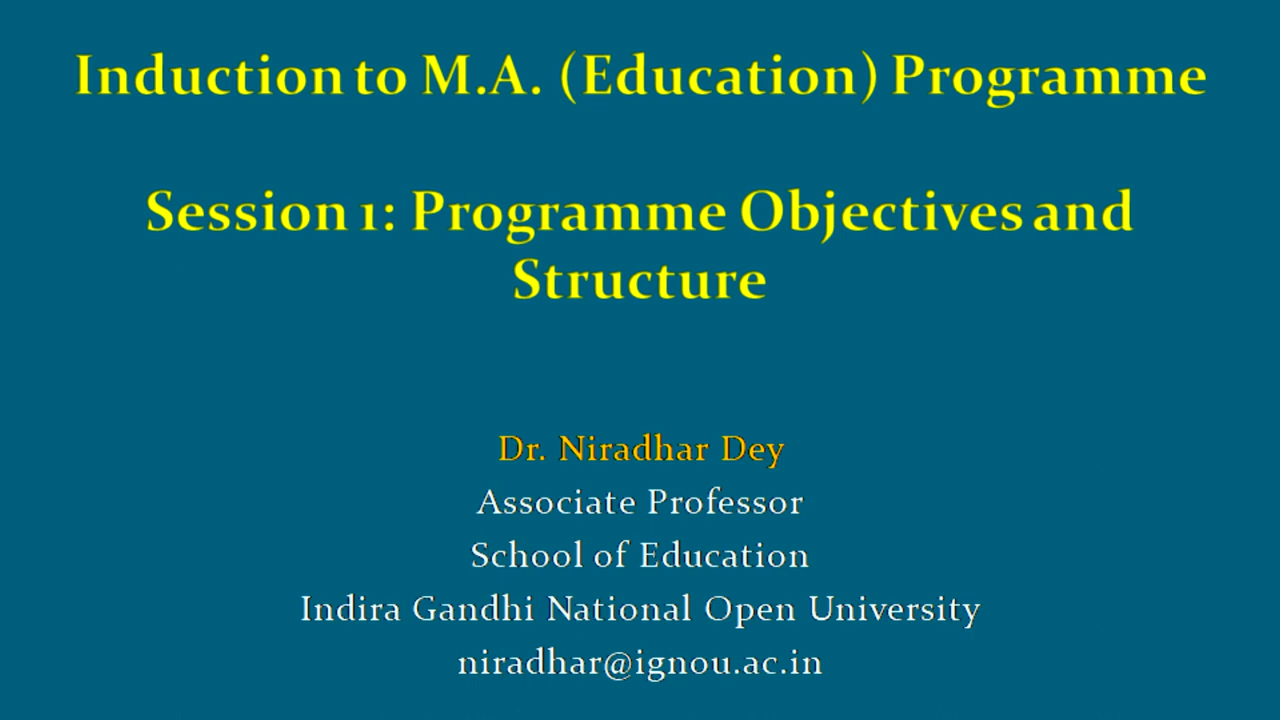 Induction to M.A. (Education) Programme
Session 1: Programme Objectives and
Structure
Dr. Niradhar Dey
Associate Professor
School of Education
Indira Gandhi National Open University
niradhar@ignou.ac.in